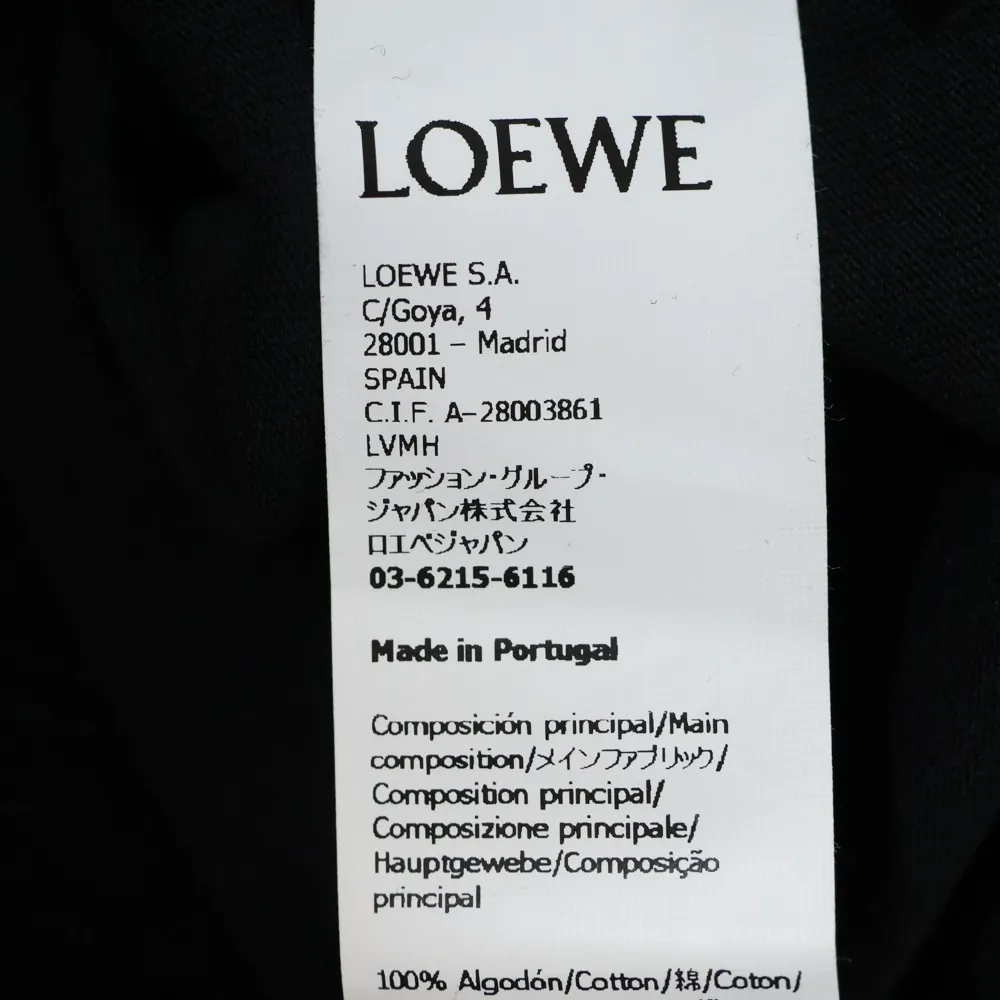 LOEWE
LOEWE S.A.
C/Goya, 4
28001 – Madrid
SPAIN
C.I.F. A-28003861
LVMH
ファッション・グループ・
ジャパン株式会社
ロエベジャパン
03-6215-6116
Made in Portugal
Composición principal/Main
composition/メインファブリック/
Composition principal/
Composizione principale/
Hauptgewebe/Composição
principal
100% Algodón/Cotton/綿/Coton/